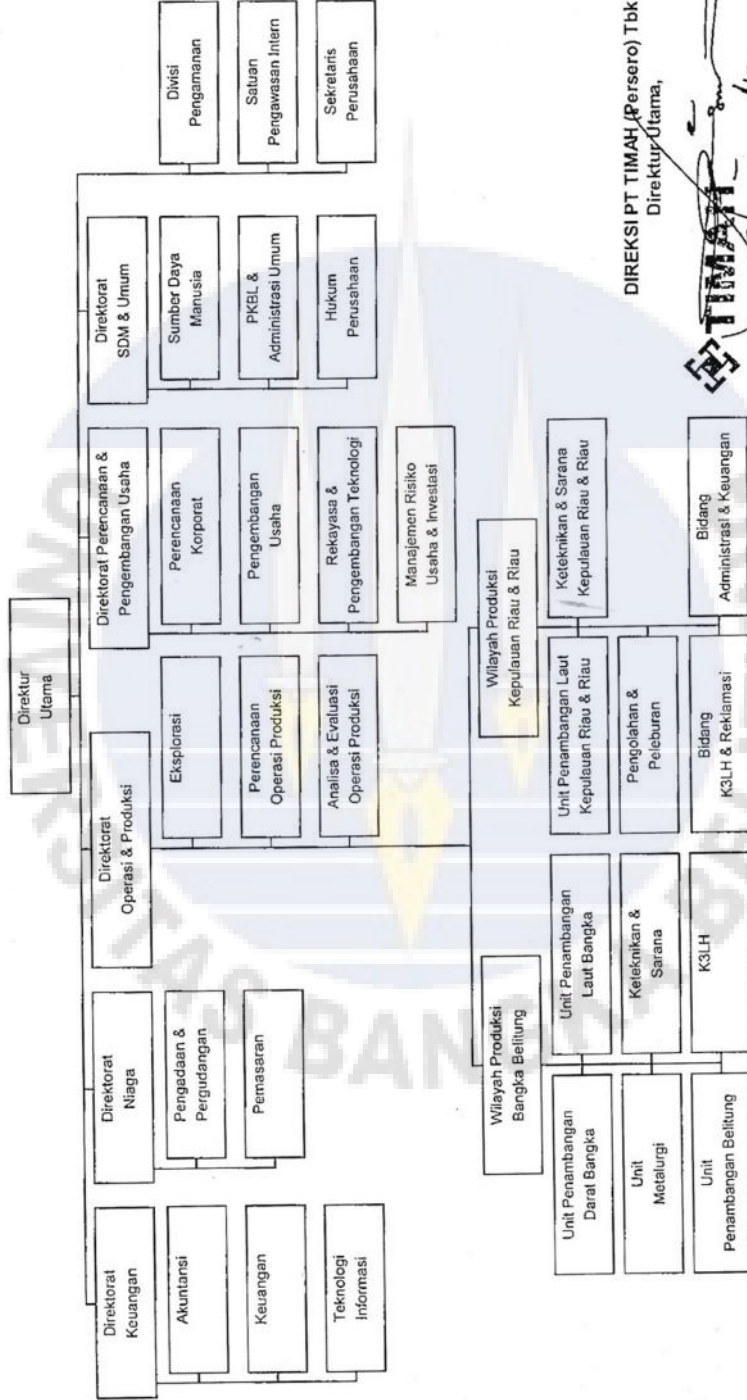 Direktur
Utama
Direktorat
Keuangan
Akuntansi
Keuangan
Teknologi
Informasi
Direktorat
Niaga
Pengadaan &
Pergudangan
Pemasaran
Direktorat
Operasi & Produksi
Eksplorasi
Perencanaan
Operasi Produksi
Analisa & Evaluasi
Operasi Produksi
Direktorat Perencanaan &
Pengembangan Usaha
Perencanaan
Korporat
Pengembangan
Usaha
Rekayasa &
Pengembangan Teknologi
Manajemen Risiko
Usaha & Investasi
Direktorat
SDM & Umum
Sumber Daya
Manusia
PKBL &
Administrasi Umum
Hukum
Perusahaan
Divisi
Pengamanan
Satuan
Pengawasan Intern
Sekretaris
Perusahaan
Wilayah Produksi
Bangka Belitung
Unit Penambangan
Darat Bangka
Unit Penambangan
Laut Bangka
Unit
Metalurgi
Keteknikan &
Sarana
Unit
Penambangan Belitung
K3LH
Wilayah Produksi
Kepulauan Riau & Riau
Unit Penambangan Laut
Kepulauan Riau & Riau
Keteknikan & Sarana
Kepulauan Riau & Riau
Pengolahan &
Peleburan
Bidang
K3LH & Reklamasi
Bidang
Administrasi & Keuangan
DIREKSI PT TIMAH (Persero) Tbk
Direktur Utama,
TIMAH
BANGKA